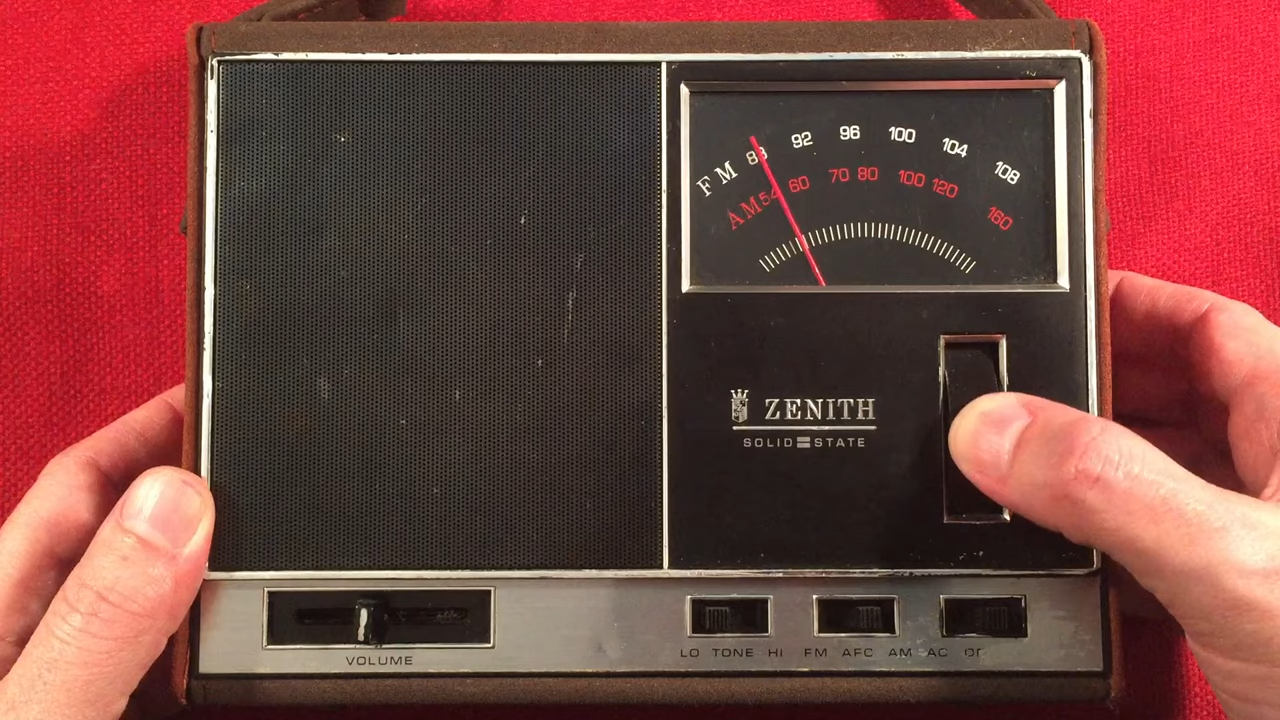 FM 88 92 96 100 104 108
AM 54 60 70 80 100 120 160
ZENITH
SOLID STATE
VOLUME
LO TONE HI FM AFC AM AC